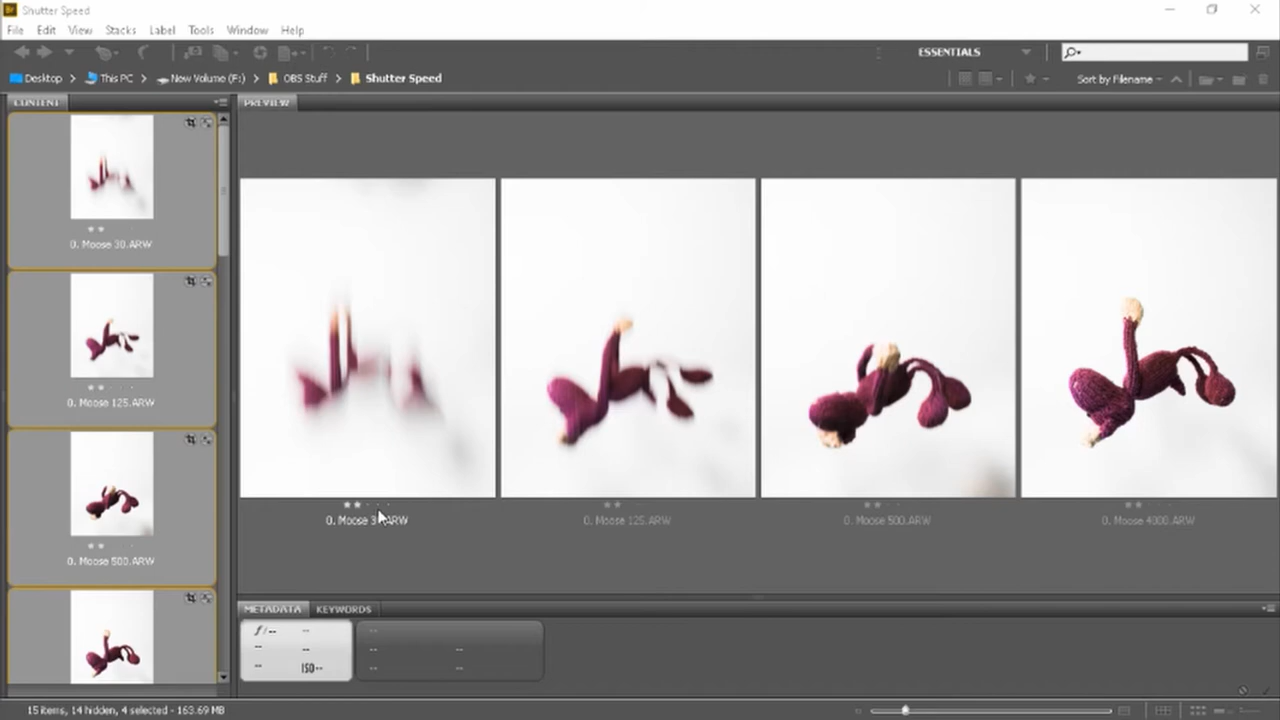 Br Shutter Speed
File Edit View Stacks Label Tools Window Help
ESSENTIALS
Desktop This PC New Volume (F:) OBS Stuff Shutter Speed Sort by Filename
CONTENT
PREVIEW
0. Moose 30.ARW
0. Moose 125.ARW
0. Moose 500.ARW
0. Moose 125.ARW 0. Moose 500.ARW 0. Moose 4000.ARW
METADATA KEYWORDS
f/-- --
-- --
-- ISO--
--
-- --
-- --
15 items, 14 hidden, 4 selected - 163.69 MB